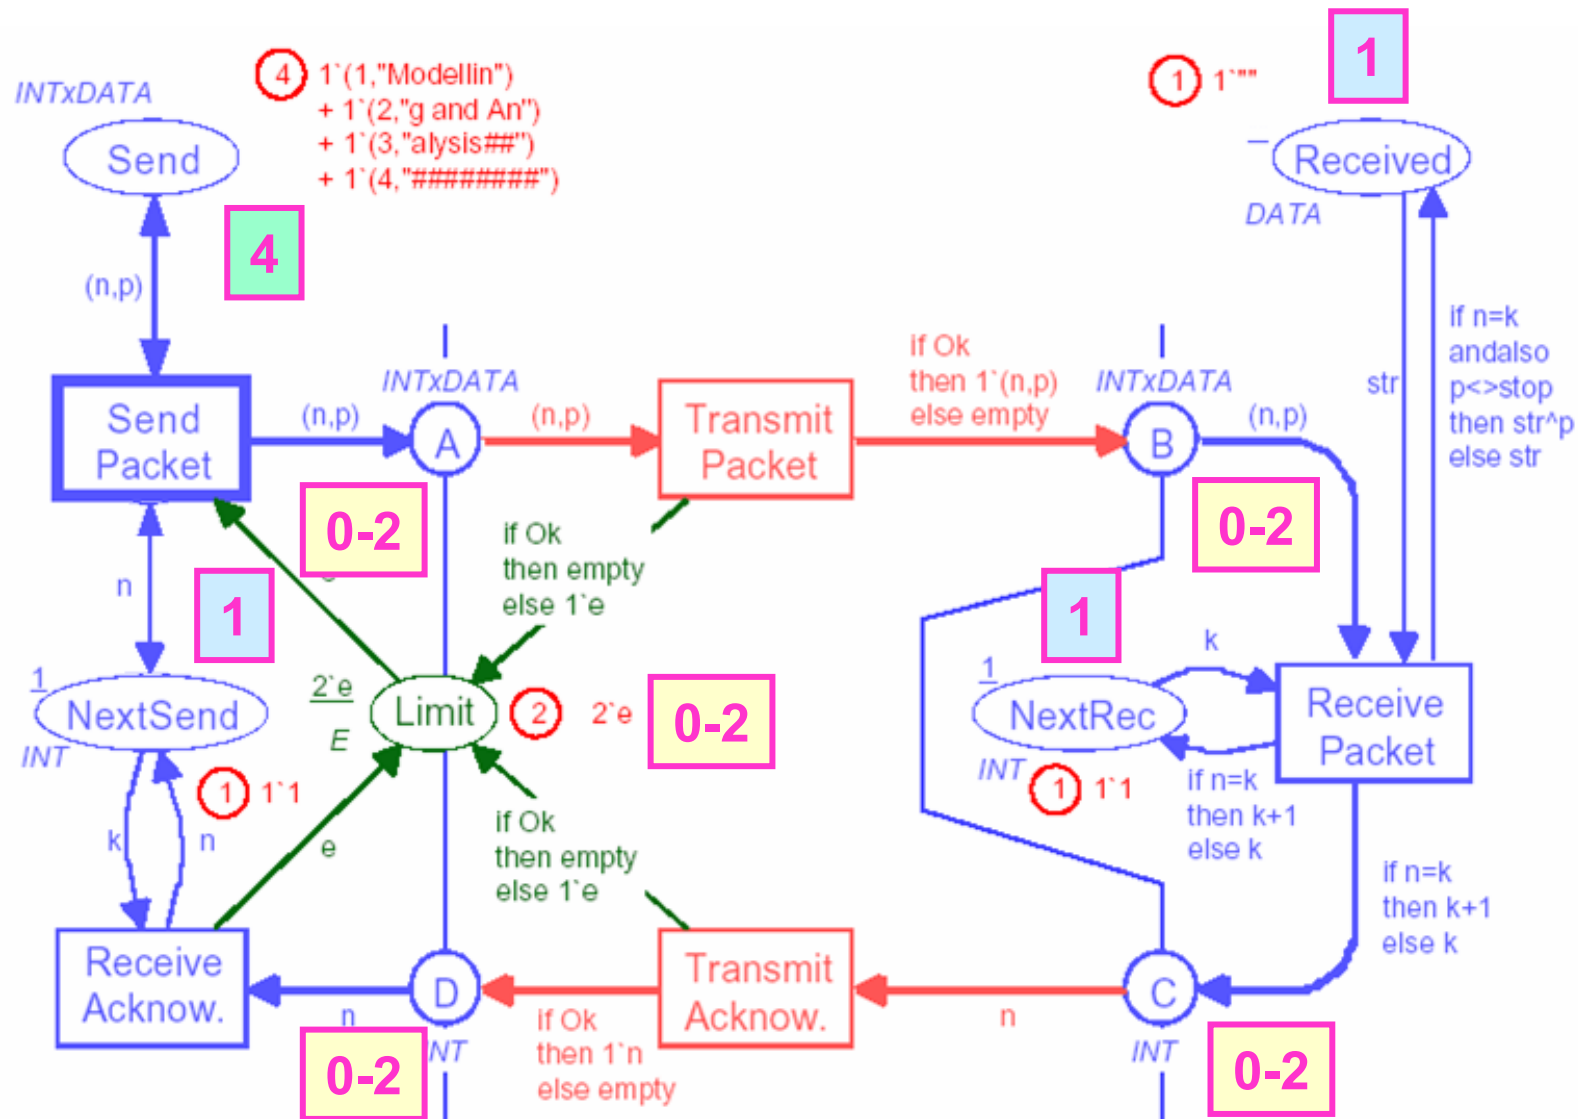 INTxDATA
4
1`(1,"Modellin")
+ 1`(2,"g and An")
+ 1`(3,"alysis##")
+ 1`(4,"########")
1
1`""
1
Send
Received
DATA
4
(n,p)
if n=k
andalso
p<>stop
then str^p
else str
str
if Ok
then 1`(n,p)
else empty
INTxDATA
INTxDATA
Send
Packet
(n,p)
A
(n,p)
Transmit
Packet
B
(n,p)
0-2
0-2
if Ok
then empty
else 1`e
n
1
1
k
1
NextSend
INT
2`e
E
Limit
2
2`e
0-2
1
NextRec
INT
1
1`1
Receive
Packet
if n=k
then k+1
else k
1
1`1
k
n
e
if Ok
then empty
else 1`e
if n=k
then k+1
else k
Receive
Acknow.
n
D
Transmit
Acknow.
n
C
0-2
if Ok
then 1`n
else empty
INT
0-2